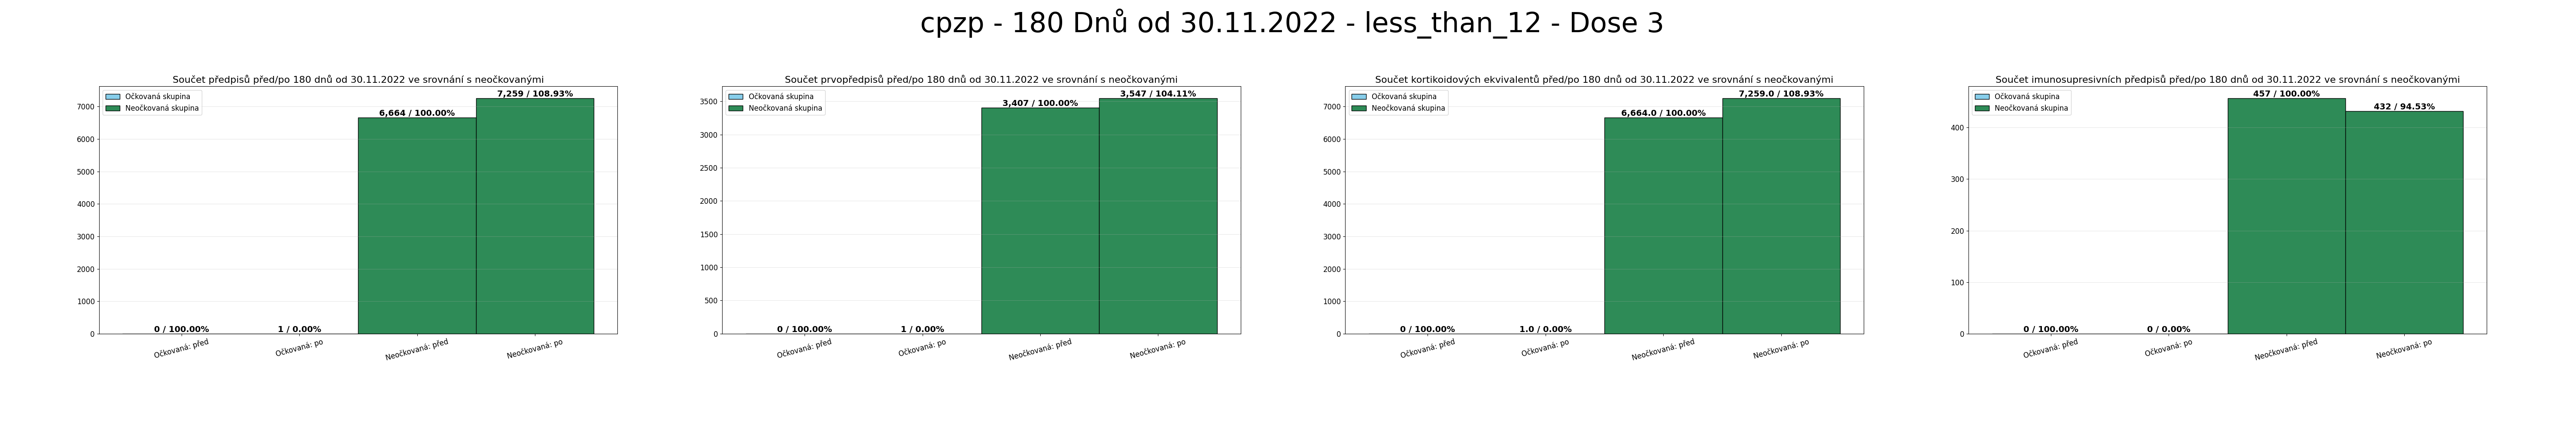 cpzp - 180 Dnů od 30.11.2022 - less_than_12 - Dose 3
Součet předpisů před/po 180 dnů od 30.11.2022 ve srovnání s neočkovanými
Očkovaná skupina
Neočkovaná skupina
7000
6000
5000
4000
3000
2000
1000
0
0 / 100.00%
1 / 0.00%
6,664 / 100.00%
7,259 / 108.93%
Očkovaná: před
Očkovaná: po
Neočkovaná: před
Neočkovaná: po
Součet prvopředpisů před/po 180 dnů od 30.11.2022 ve srovnání s neočkovanými
Očkovaná skupina
Neočkovaná skupina
3500
3000
2500
2000
1500
1000
500
0
0 / 100.00%
1 / 0.00%
3,407 / 100.00%
3,547 / 104.11%
Očkovaná: před
Očkovaná: po
Neočkovaná: před
Neočkovaná: po
Součet kortikoidových ekvivalentů před/po 180 dnů od 30.11.2022 ve srovnání s neočkovanými
Očkovaná skupina
Neočkovaná skupina
7000
6000
5000
4000
3000
2000
1000
0
0 / 100.00%
1.0 / 0.00%
6,664.0 / 100.00%
7,259.0 / 108.93%
Očkovaná: před
Očkovaná: po
Neočkovaná: před
Neočkovaná: po
Součet imunosupresivních předpisů před/po 180 dnů od 30.11.2022 ve srovnání s neočkovanými
Očkovaná skupina
Neočkovaná skupina
400
300
200
100
0
0 / 100.00%
0 / 0.00%
457 / 100.00%
432 / 94.53%
Očkovaná: před
Očkovaná: po
Neočkovaná: před
Neočkovaná: po